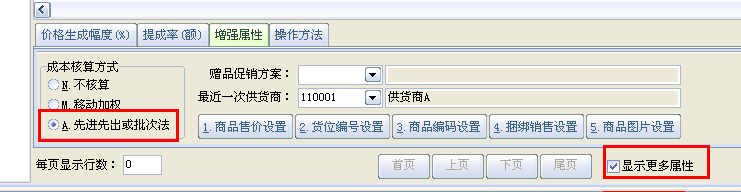 价格生成幅度(%) 提成率(额) 增强属性 操作方法
成本核算方式
N. 不核算
M. 移动加权
A. 先进先出或批次法
赠品促销方案：
最近一次供货商： 110001 供货商A
1. 商品售价设置 2. 货位编号设置 3. 商品编码设置 4. 捆绑销售设置 5. 商品图片设置
每页显示行数： 0 首页 上页 下页 尾页 显示更多属性